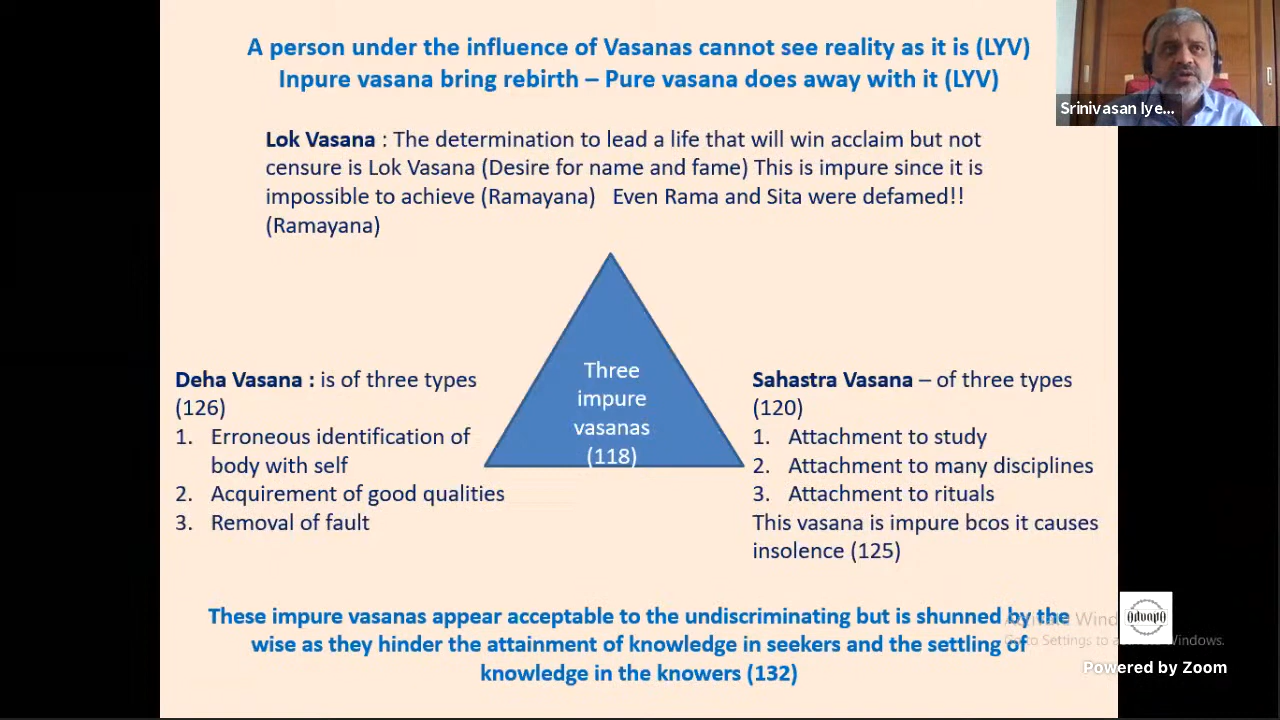 A person under the influence of Vasanas cannot see reality as it is (LYV)
Inpure vasana bring rebirth – Pure vasana does away with it (LYV)
Srinivasan Iye...
Lok Vasana : The determination to lead a life that will win acclaim but not
censure is Lok Vasana (Desire for name and fame) This is impure since it is
impossible to achieve (Ramayana) Even Rama and Sita were defamed!!
(Ramayana)
Three
impure
vasanas
(118)
Deha Vasana : is of three types
(126)
1. Erroneous identification of
body with self
2. Acquirement of good qualities
3. Removal of fault
Sahastra Vasana – of three types
(120)
1. Attachment to study
2. Attachment to many disciplines
3. Attachment to rituals
This vasana is impure bcos it causes
insolence (125)
These impure vasanas appear acceptable to the undiscriminating but is shunned by the
wise as they hinder the attainment of knowledge in seekers and the settling of
knowledge in the knowers (132)
Activate Wind
Go to Settings to a Windows.
Powered by Zoom